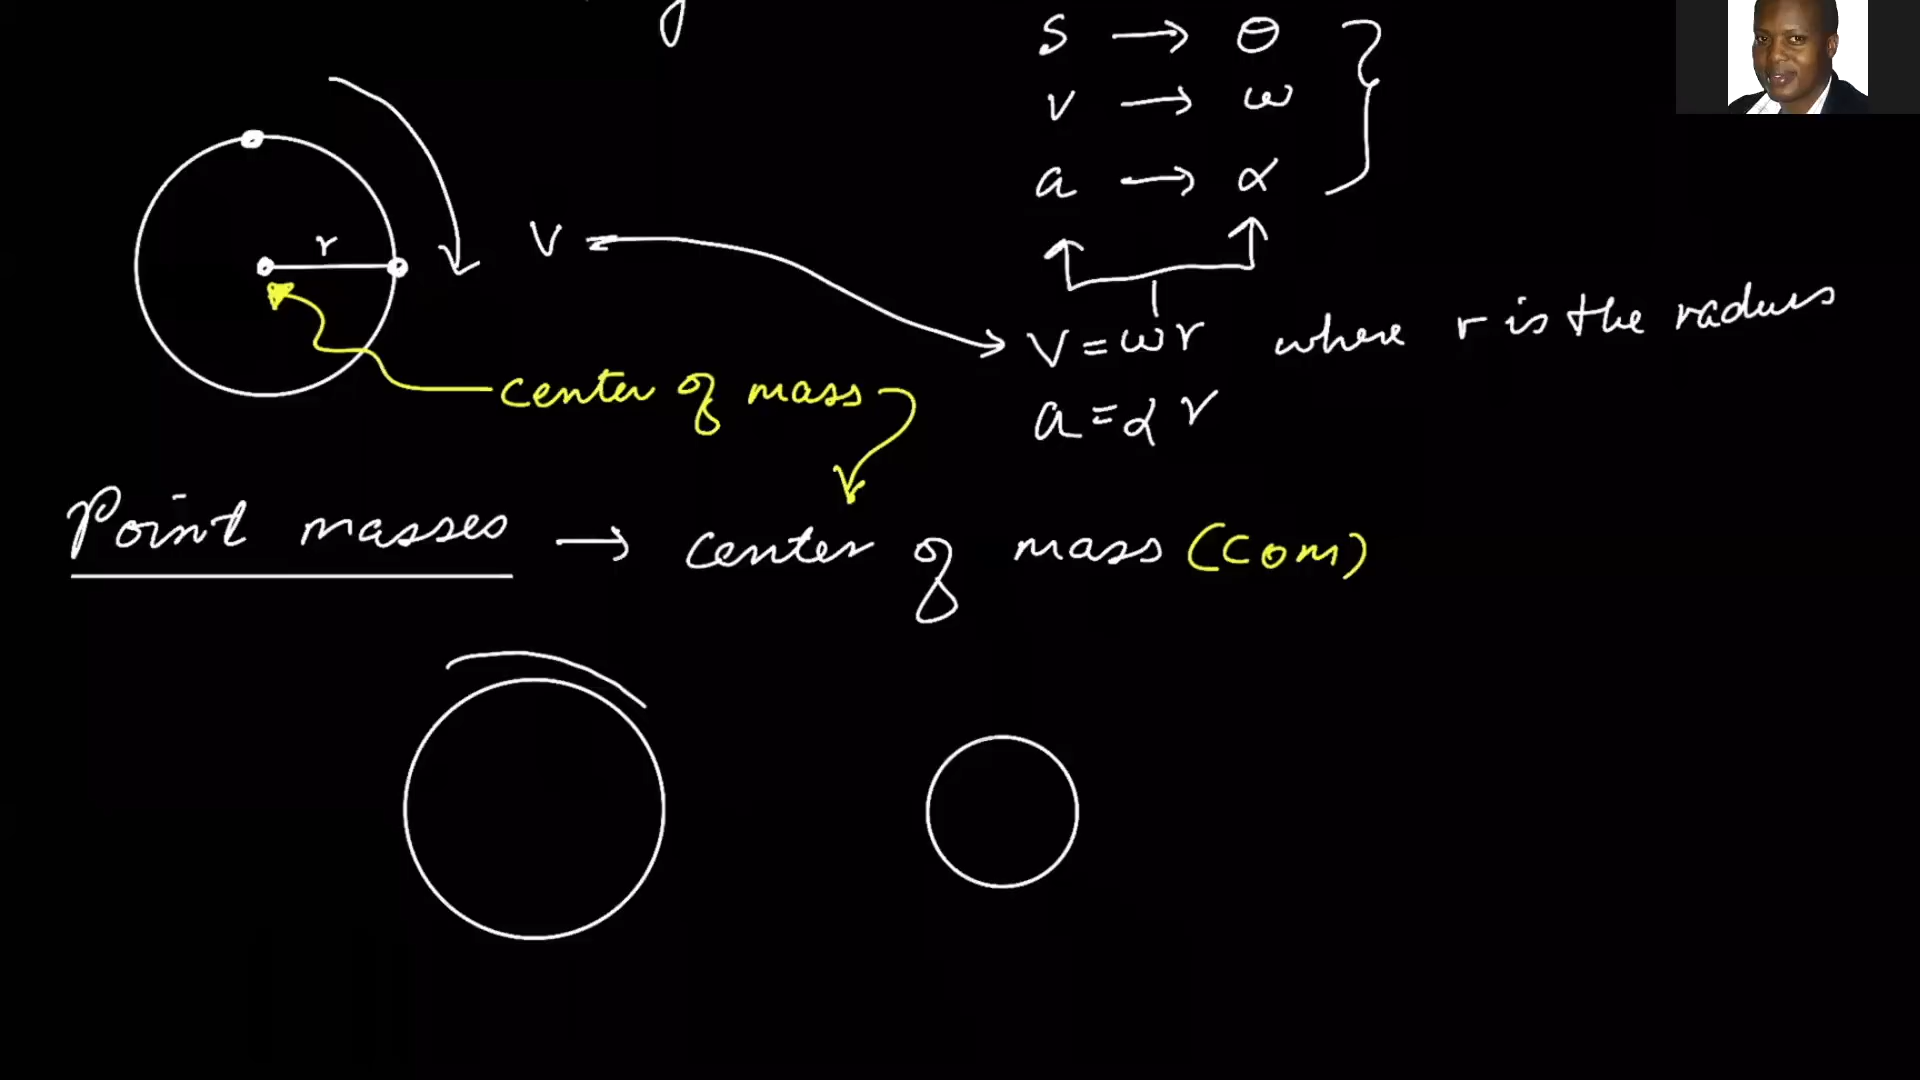 s → θ
v → ω
a → α
r
V =
V = ωr where r is the radius
center of mass
a = αr
Point masses → center of mass (COM)